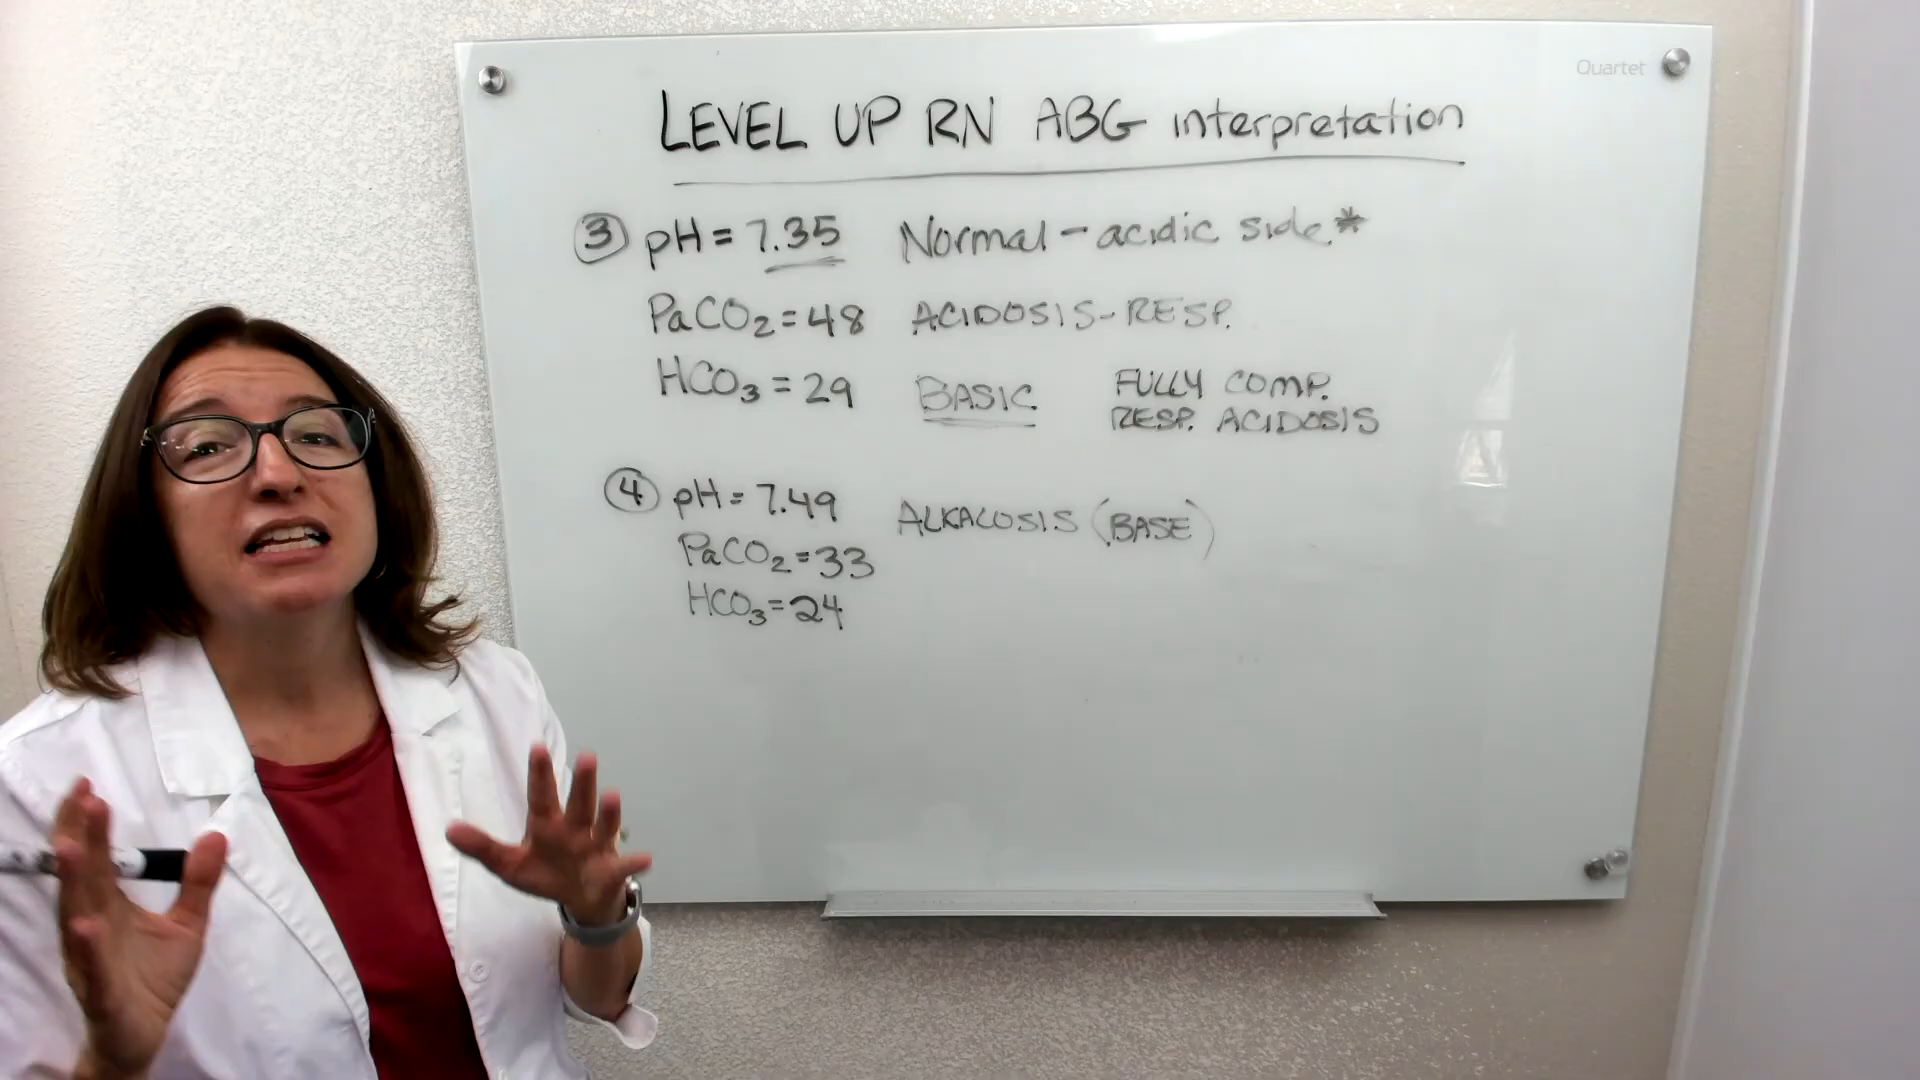 Quartet
LEVEL UP RN ABG interpretation
③ pH = 7.35 Normal - acidic side*
PaCO₂ = 48 ACIDOSIS - RESP.
HCO₃ = 29 BASIC FULLY COMP.
RESP. ACIDOSIS
④ pH = 7.49 ALKALOSIS (BASE)
PaCO₂ = 33
HCO₃ = 24